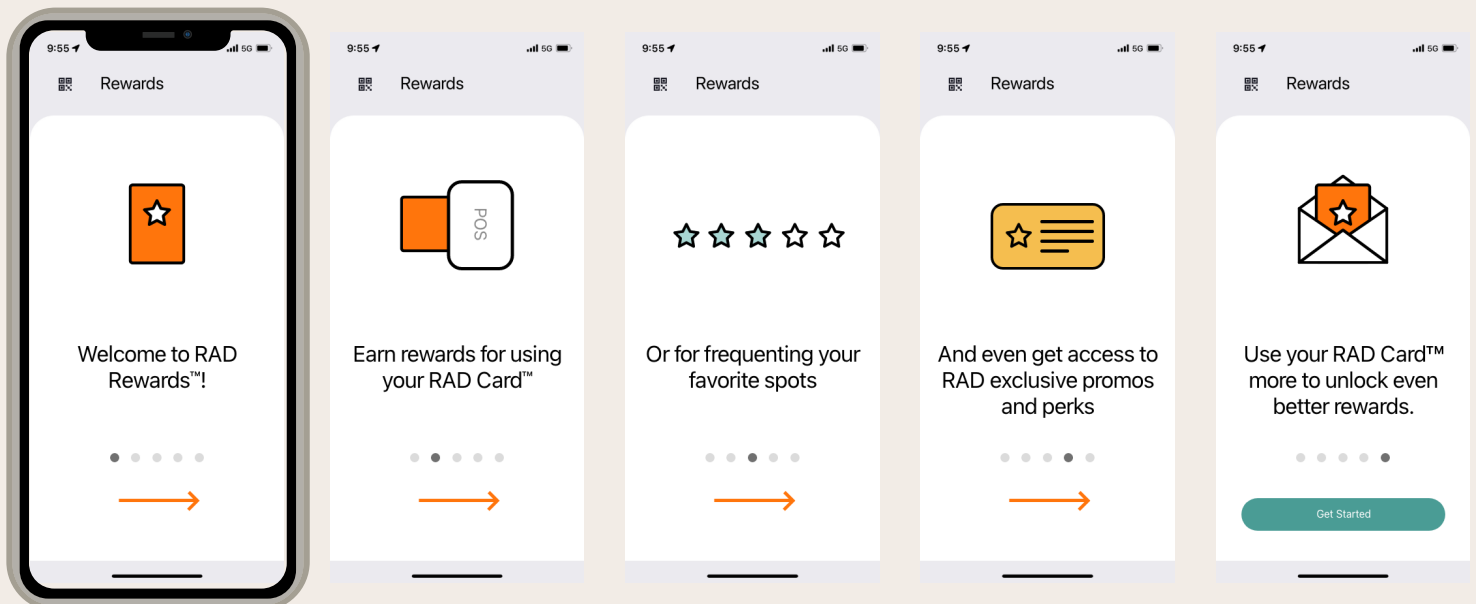 9:55
5G
Rewards
Welcome to RAD
Rewards™!
9:55
5G
Rewards
POS
Earn rewards for using
your RAD Card™
9:55
5G
Rewards
Or for frequenting your
favorite spots
9:55
5G
Rewards
And even get access to
RAD exclusive promos
and perks
9:55
5G
Rewards
Use your RAD Card™
more to unlock even
better rewards.
Get Started